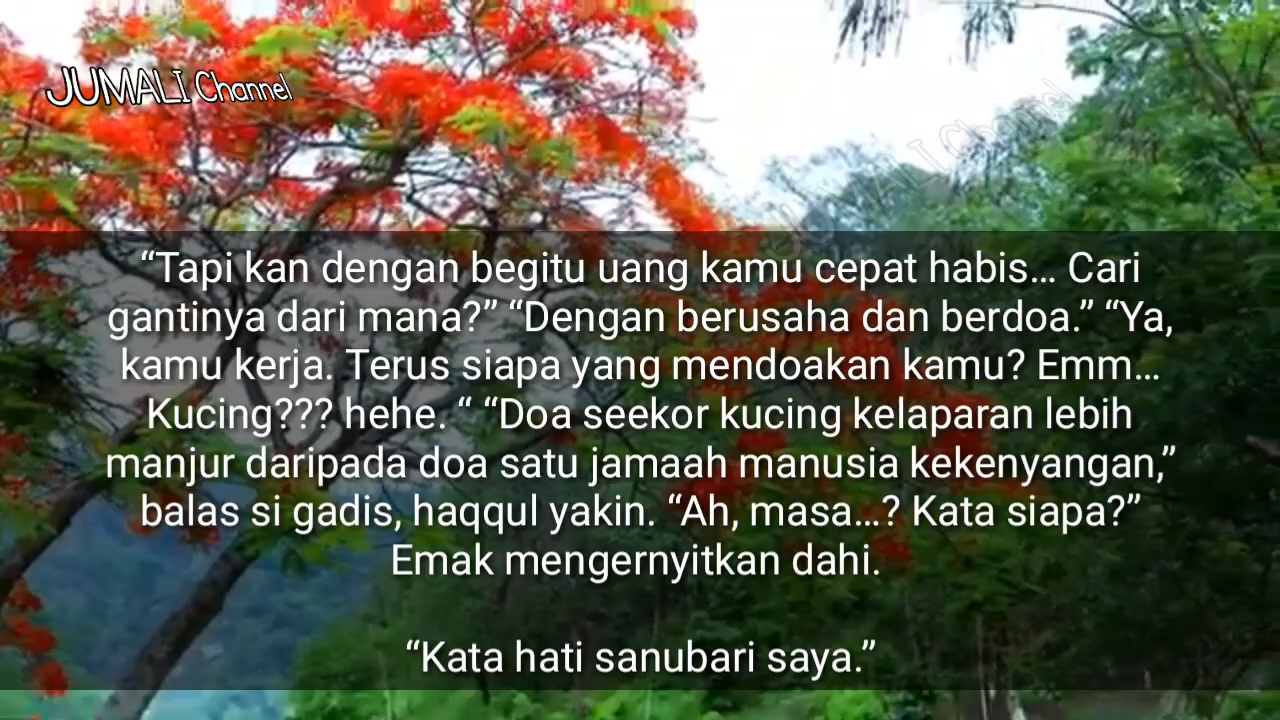 JUMALI Channel
“Tapi kan dengan begitu uang kamu cepat habis... Cari
gantinya dari mana?” “Dengan berusaha dan berdoa.” “Ya,
kamu kerja. Terus siapa yang mendoakan kamu? Emm...
Kucing??? hehe. “ “Doa seekor kucing kelaparan lebih
manjur daripada doa satu jamaah manusia kekenyangan,”
balas si gadis, haqqul yakin. “Ah, masa...? Kata siapa?”
Emak mengernyitkan dahi.
“Kata hati sanubari saya.”